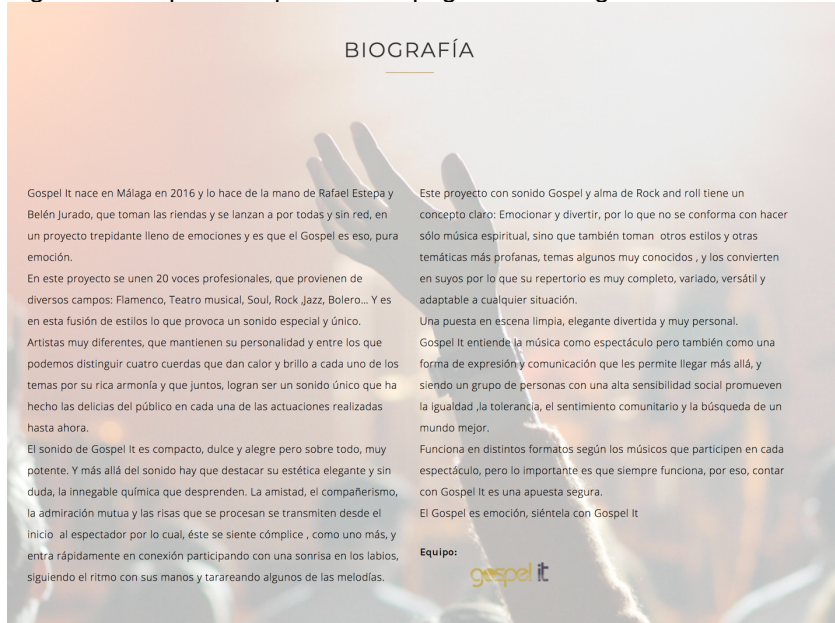 BIOGRAFÍA
Gospel It nace en Málaga en 2016 y lo hace de la mano de Rafael Estepa y
Belén Jurado, que toman las riendas y se lanzan a por todas y sin red, en
un proyecto trepidante lleno de emociones y es que el Gospel es eso, pura
emoción.
En este proyecto se unen 20 voces profesionales, que provienen de
diversos campos: Flamenco, Teatro musical, Soul, Rock ,Jazz, Bolero... Y es
en esta fusión de estilos lo que provoca un sonido especial y único.
Artistas muy diferentes, que mantienen su personalidad y entre los que
podemos distinguir cuatro cuerdas que dan calor y brillo a cada uno de los
temas por su rica armonía y que juntos, logran ser un sonido único que ha
hecho las delicias del público en cada una de las actuaciones realizadas
hasta ahora.
El sonido de Gospel It es compacto, dulce y alegre pero sobre todo, muy
potente. Y más allá del sonido hay que destacar su estética elegante y sin
duda, la innegable química que desprenden. La amistad, el compañerismo,
la admiración mutua y las risas que se procesan se transmiten desde el
inicio al espectador por lo cual, éste se siente cómplice , como uno más, y
entra rápidamente en conexión participando con una sonrisa en los labios,
siguiendo el ritmo con sus manos y tarareando algunos de las melodías.
Este proyecto con sonido Gospel y alma de Rock and roll tiene un
concepto claro: Emocionar y divertir, por lo que no se conforma con hacer
sólo música espiritual, sino que también toman otros estilos y otras
temáticas más profanas, temas algunos muy conocidos , y los convierten
en suyos por lo que su repertorio es muy completo, variado, versátil y
adaptable a cualquier situación.
Una puesta en escena limpia, elegante divertida y muy personal.
Gospel It entiende la música como espectáculo pero también como una
forma de expresión y comunicación que les permite llegar más allá, y
siendo un grupo de personas con una alta sensibilidad social promueven
la igualdad ,la tolerancia, el sentimiento comunitario y la búsqueda de un
mundo mejor.
Funciona en distintos formatos según los músicos que participen en cada
espectáculo, pero lo importante es que siempre funciona, por eso, contar
con Gospel It es una apuesta segura.
El Gospel es emoción, siéntela con Gospel It
Equipo:
gospel it